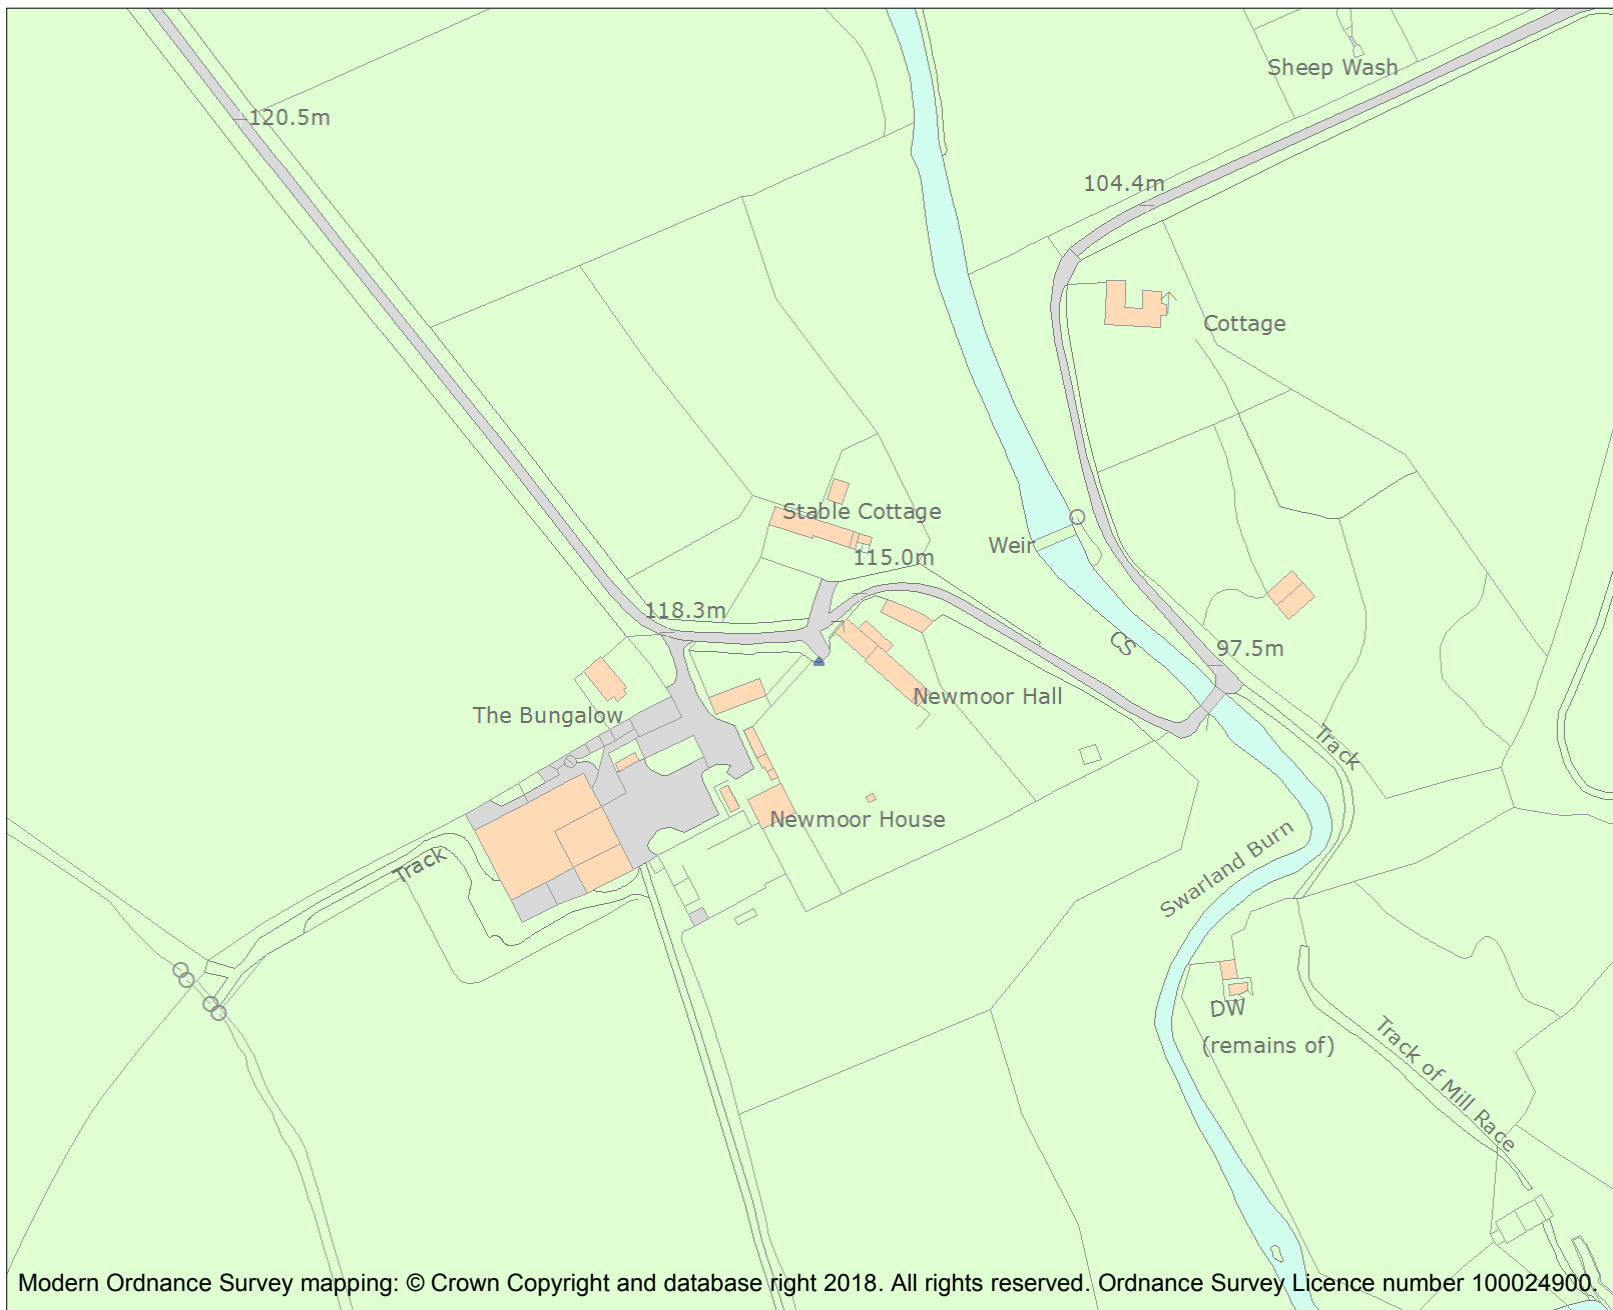 Sheep Wash
120.5m
104.4m
Cottage
Stable Cottage
Weir
115.0m
118.3m
CS
97.5m
Newmoor Hall
The Bungalow
Track
Newmoor House
Track
Swarland Burn
DW
(remains of)
Track of Mill Race
Modern Ordnance Survey mapping: © Crown Copyright and database right 2018. All rights reserved. Ordnance Survey Licence number 100024900.